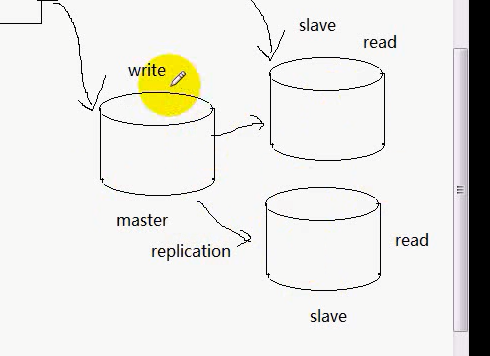 slave
read
write
master
replication
read
slave